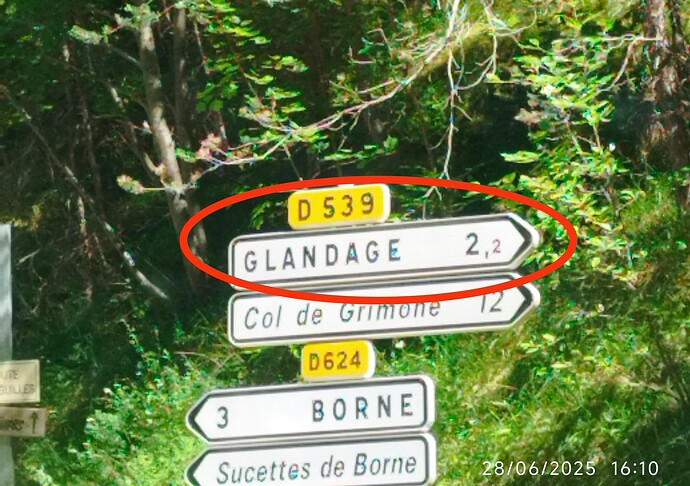 D 539
GLANDAGE 2,2
Col de Grimone 12
D624
3 BORNE
Sucettes de Borne
28/06/2025 16:10